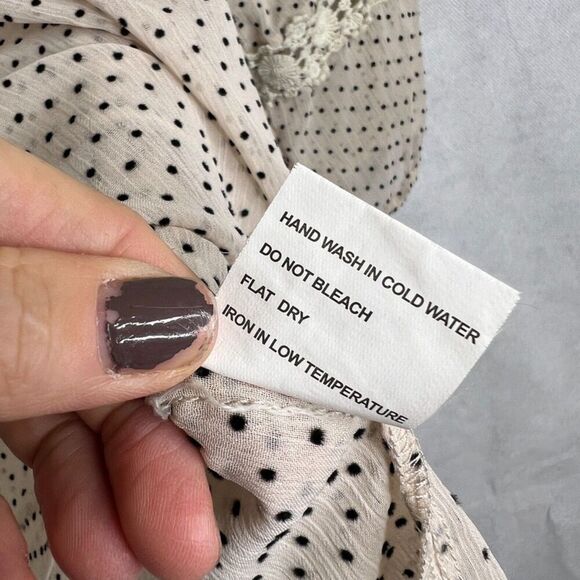 HAND WASH IN COLD WATER
DO NOT BLEACH
FLAT DRY
IRON IN LOW TEMPERATURE